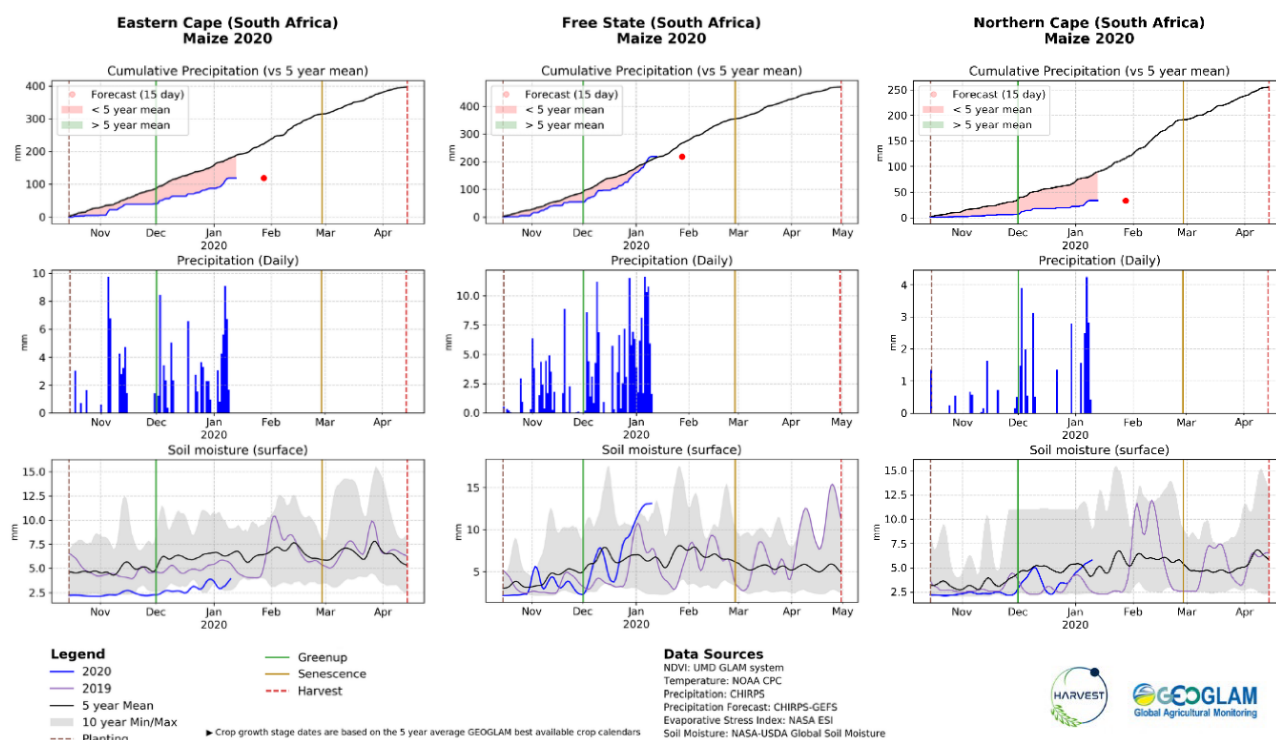 Eastern Cape (South Africa)
Maize 2020
Cumulative Precipitation (vs 5 year mean)
400
300
200
100
0
mm
Forecast (15 day)
< 5 year mean
> 5 year mean
Nov Dec Jan Feb Mar Apr
2020
Precipitation (Daily)
10
8
6
4
2
0
mm
Nov Dec Jan Feb Mar Apr
2020
Soil moisture (surface)
15.0
12.5
10.0
7.5
5.0
2.5
mm
Nov Dec Jan Feb Mar Apr
2020
Free State (South Africa)
Maize 2020
Cumulative Precipitation (vs 5 year mean)
400
300
200
100
0
mm
Forecast (15 day)
< 5 year mean
> 5 year mean
Nov Dec Jan Feb Mar Apr May
2020
Precipitation (Daily)
10.0
7.5
5.0
2.5
0.0
mm
Nov Dec Jan Feb Mar Apr May
2020
Soil moisture (surface)
15
10
5
mm
Nov Dec Jan Feb Mar Apr May
2020
Northern Cape (South Africa)
Maize 2020
Cumulative Precipitation (vs 5 year mean)
250
200
150
100
50
0
mm
Forecast (15 day)
< 5 year mean
> 5 year mean
Nov Dec Jan Feb Mar Apr
2020
Precipitation (Daily)
4
3
2
1
0
mm
Nov Dec Jan Feb Mar Apr
2020
Soil moisture (surface)
15.0
12.5
10.0
7.5
5.0
2.5
mm
Nov Dec Jan Feb Mar Apr
2020
Legend
2020
2019
5 year Mean
10 year Min/Max
Planting
Greenup
Senescence
Harvest
▶ Crop growth stage dates are based on the 5 year average GEOGLAM best available crop calendars
Data Sources
NDVI: UMD GLAM system
Temperature: NOAA CPC
Precipitation: CHIRPS
Precipitation Forecast: CHIRPS-GEFS
Evaporative Stress Index: NASA ESI
Soil Moisture: NASA-USDA Global Soil Moisture
HARVEST
GEOGLAM
Global Agricultural Monitoring